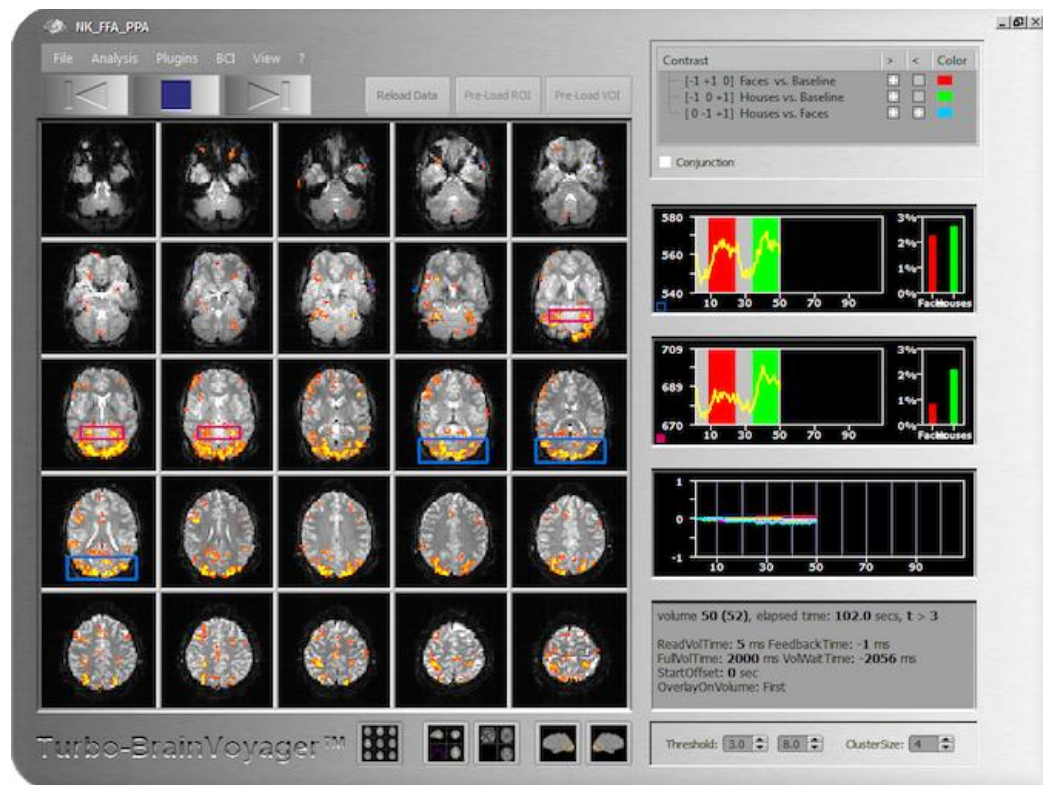 NK_FFA_PPA
File Analysis Plugins BCI View ?
Reload Data Pre-Load ROI Pre-Load VOI
Contrast > < Color
[-1 +1 0] Faces vs. Baseline
[-1 0 +1] Houses vs. Baseline
[ 0 -1 +1] Houses vs. Faces
Conjunction
580
560
540
10 30 50 70 90
3%
2%
1%
0%
Faces Houses
709
689
670
10 30 50 70 90
3%
2%
1%
0%
Faces Houses
1
0
-1
10 30 50 70 90
volume 50 (52), elapsed time: 102.0 secs, t > 3
ReadVolTime: 5 ms FeedbackTime: -1 ms
FullVolTime: 2000 ms VolWaitTime: -2056 ms
StartOffset: 0 sec
OverlayOnVolume: First
Turbo-BrainVoyager™
Threshold: 3.0 8.0 ClusterSize: 4